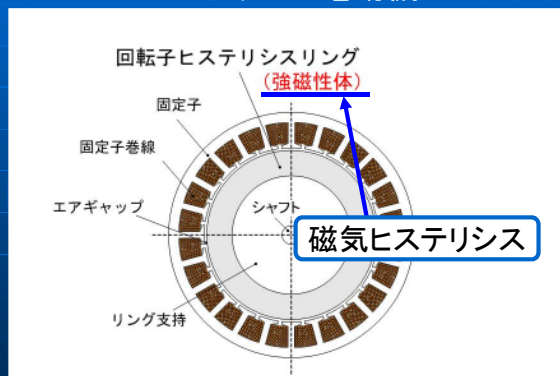 回転子ヒステリシスリング
(強磁性体)
固定子
固定子巻線
エアギャップ
シャフト
磁気ヒステリシス
リング支持